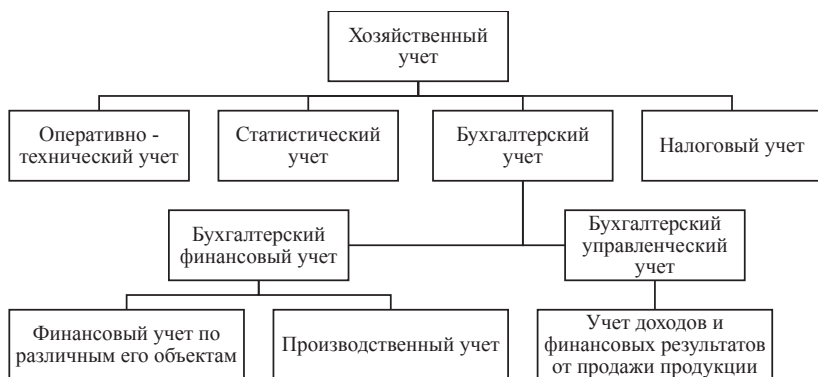 Хозяйственный
учет
Оперативно -
технический учет
Статистический
учет
Бухгалтерский
учет
Налоговый учет
Бухгалтерский
финансовый учет
Бухгалтерский
управленческий
учет
Финансовый учет по
различным его объектам
Производственный учет
Учет доходов и
финансовых результатов
от продажи продукции